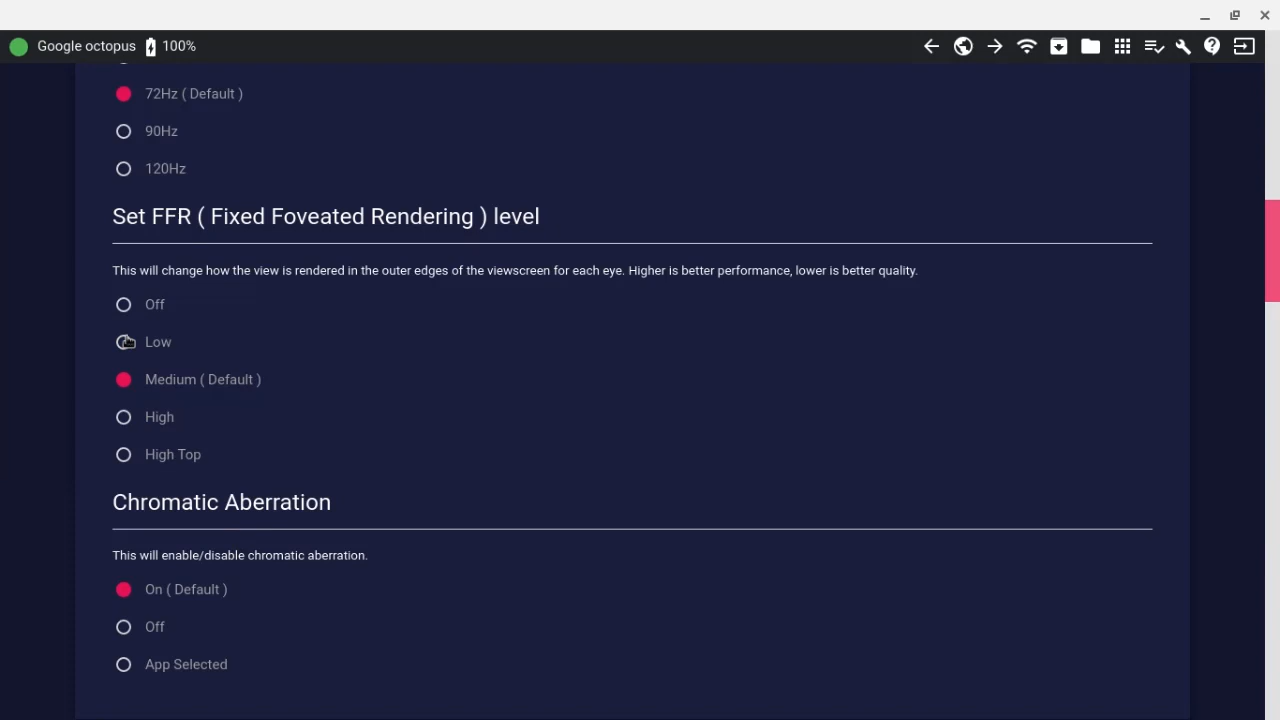 Google octopus 100%
72Hz ( Default )
90Hz
120Hz
Set FFR ( Fixed Foveated Rendering ) level
This will change how the view is rendered in the outer edges of the viewscreen for each eye. Higher is better performance, lower is better quality.
Off
Low
Medium ( Default )
High
High Top
Chromatic Aberration
This will enable/disable chromatic aberration.
On ( Default )
Off
App Selected